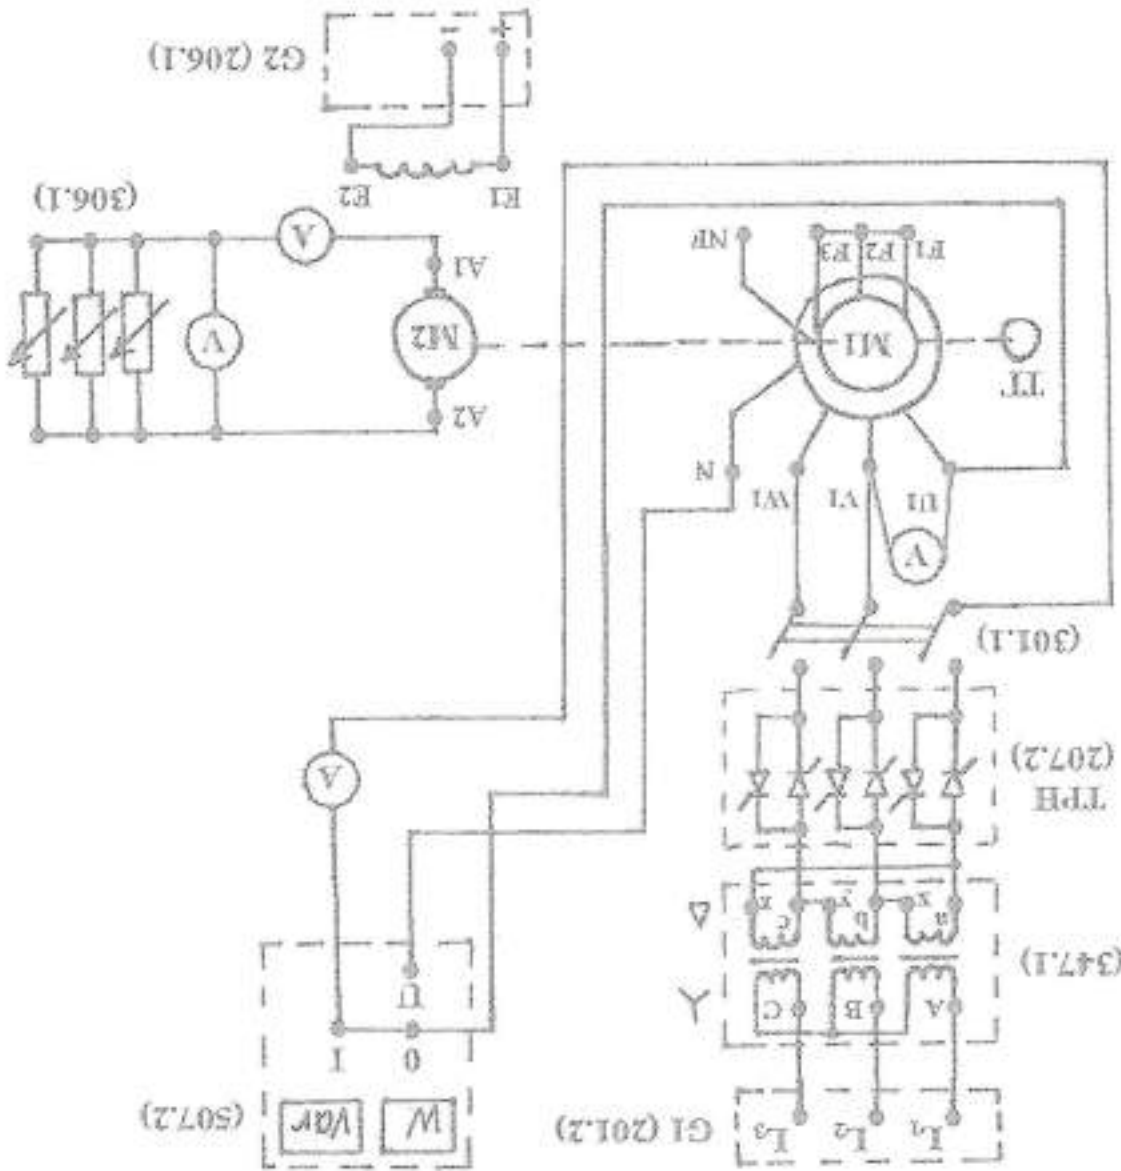 L₁ L₂ L₃ G1 (201.2)
W Var (507.2)
0 I
A B C
(347.1)
U
a x b y c z
ТРН
(207.2)
A
(301.1)
V
U1 V1 W1 N
A2
ТГ
M1
M2
V
F1 F2 F3 NF
A1
A
(306.1)
E1 E2
+ −
G2 (206.1)